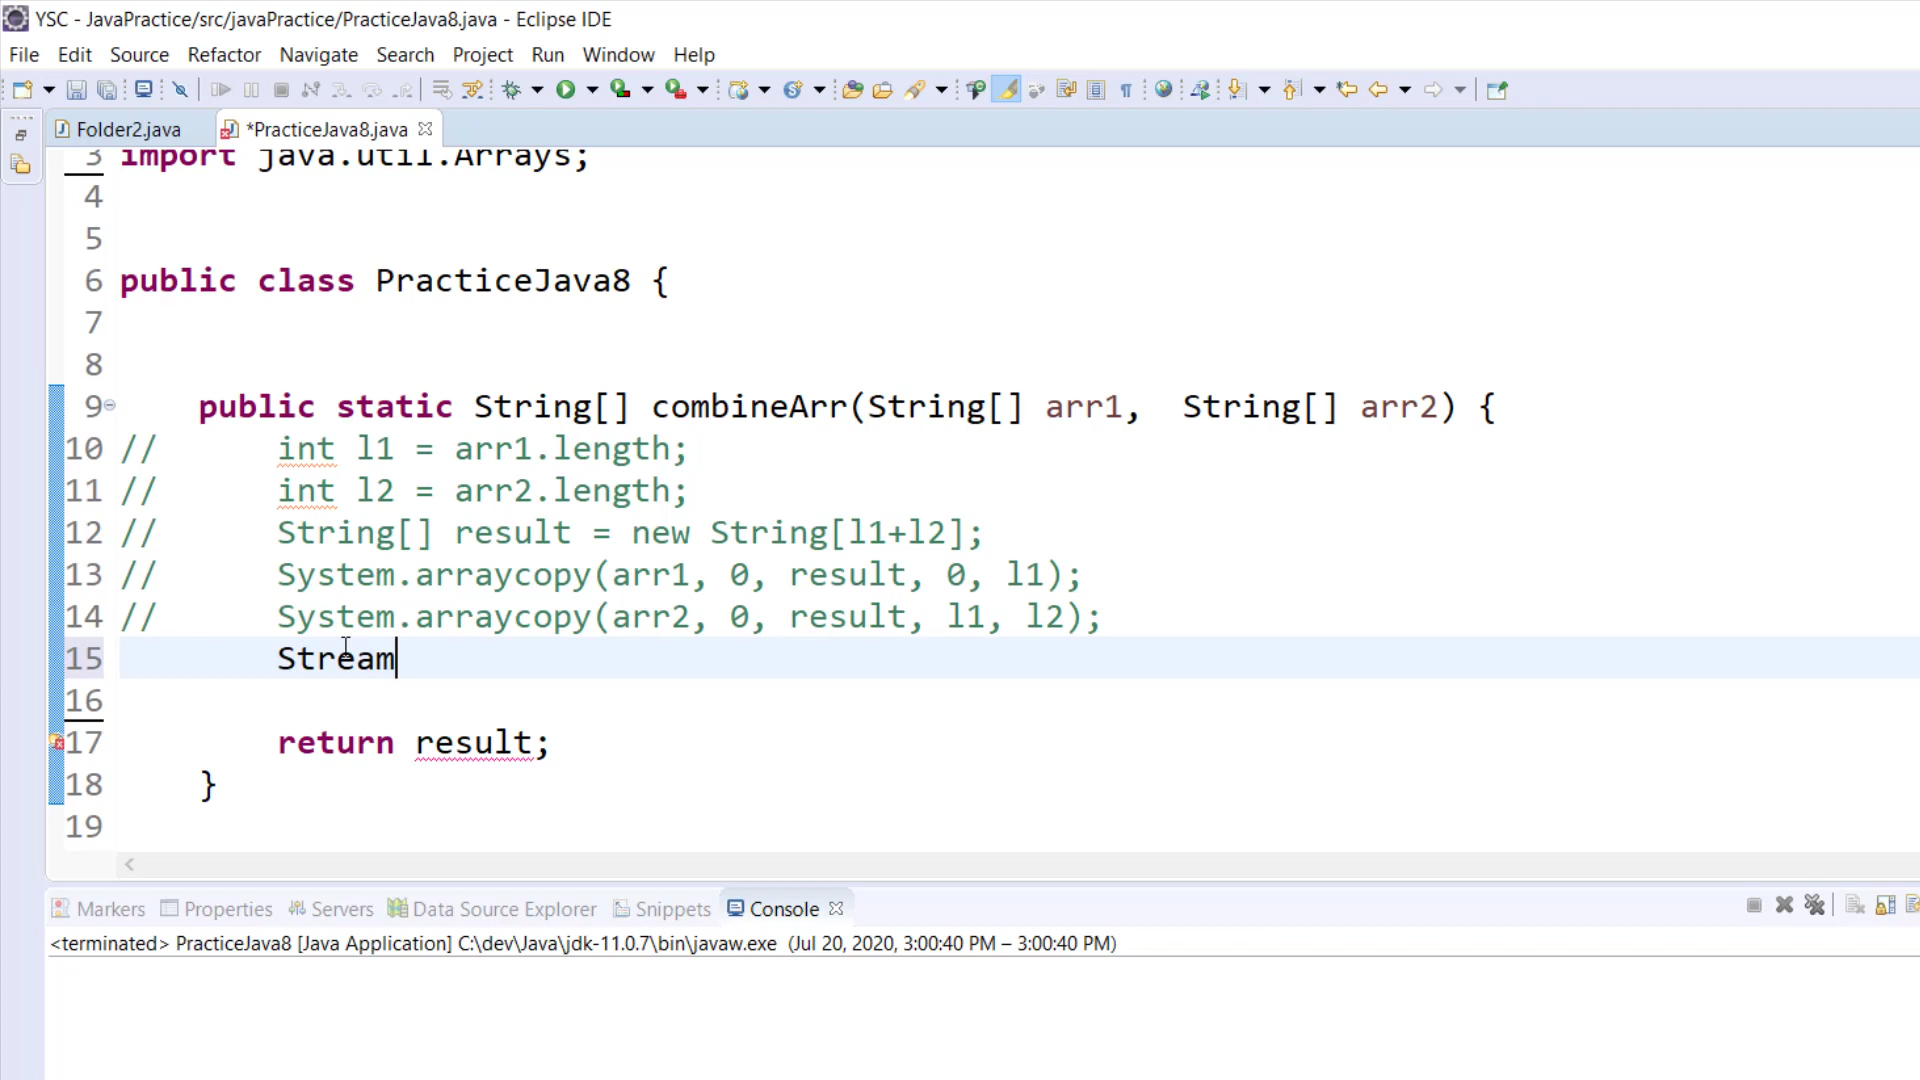 YSC - JavaPractice/src/javaPractice/PracticeJava8.java - Eclipse IDE
File Edit Source Refactor Navigate Search Project Run Window Help
Folder2.java *PracticeJava8.java
3 import java.util.Arrays;
4
5
6 public class PracticeJava8 {
7
8
9 public static String[] combineArr(String[] arr1,  String[] arr2) {
10 // int l1 = arr1.length;
11 // int l2 = arr2.length;
12 // String[] result = new String[l1+l2];
13 // System.arraycopy(arr1, 0, result, 0, l1);
14 // System.arraycopy(arr2, 0, result, l1, l2);
15 Stream
16
17 return result;
18 }
19
Markers Properties Servers Data Source Explorer Snippets Console
<terminated> PracticeJava8 [Java Application] C:\dev\Java\jdk-11.0.7\bin\javaw.exe (Jul 20, 2020, 3:00:40 PM – 3:00:40 PM)